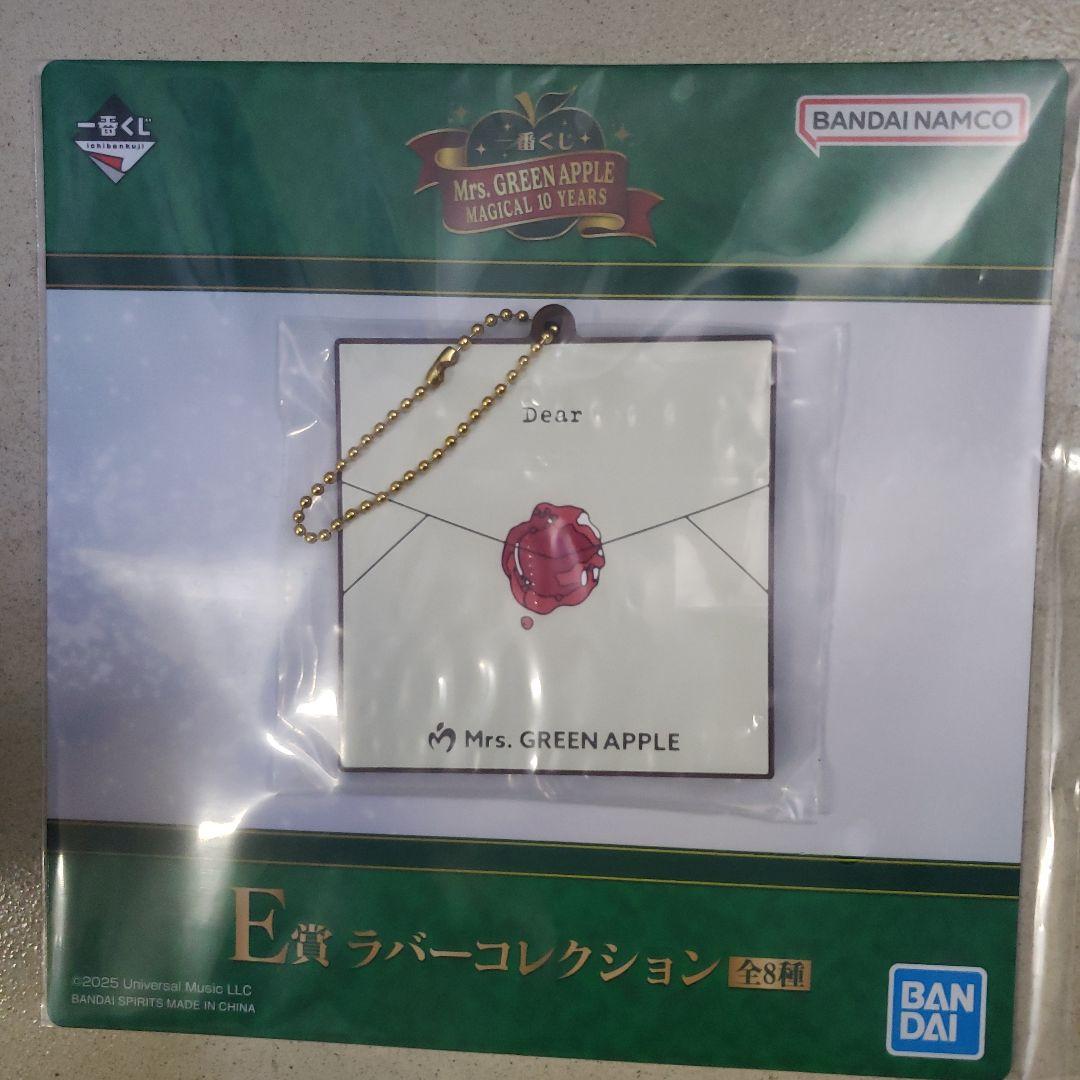 一番くじ
ichibankuji
一番くじ
Mrs. GREEN APPLE
MAGICAL 10 YEARS
BANDAI NAMCO
Dear
Mrs. GREEN APPLE
E賞 ラバーコレクション 全8種
©2025 Universal Music LLC
BANDAI SPIRITS MADE IN CHINA
BAN
DAI